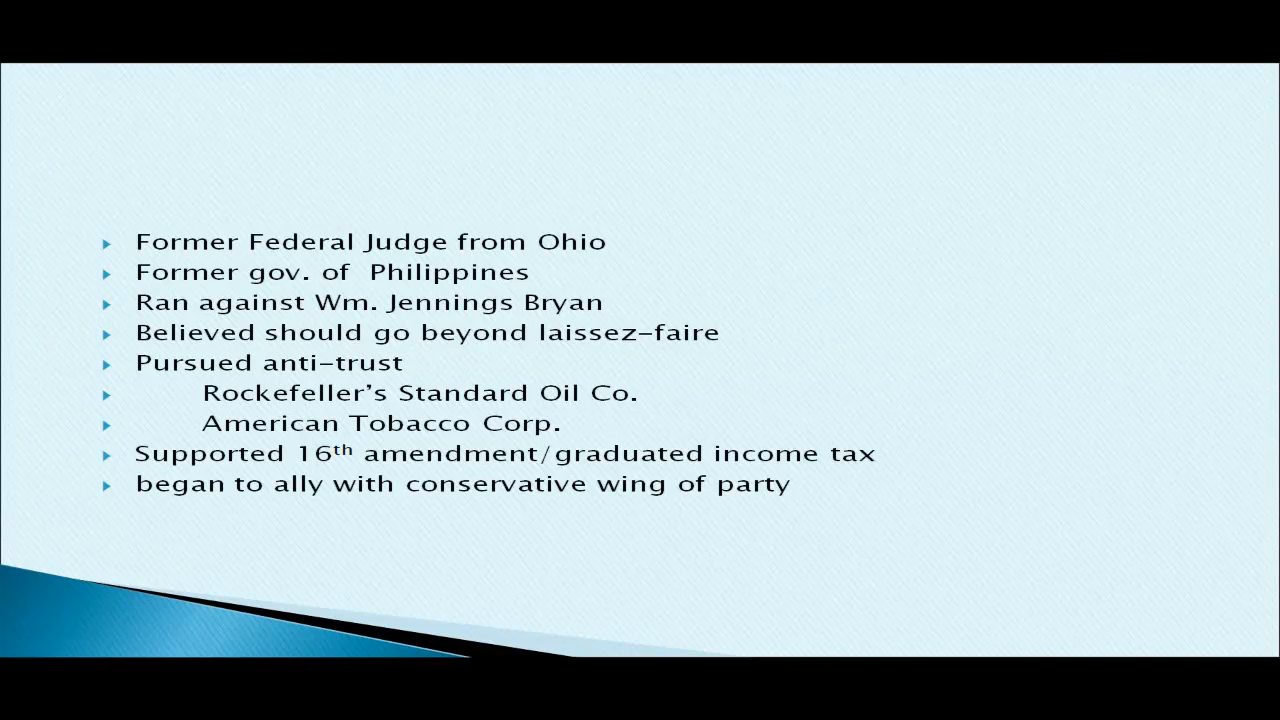 Former Federal Judge from Ohio
Former gov. of  Philippines
Ran against Wm. Jennings Bryan
Believed should go beyond laissez-faire
Pursued anti-trust
Rockefeller’s Standard Oil Co.
American Tobacco Corp.
Supported 16th amendment/graduated income tax
began to ally with conservative wing of party